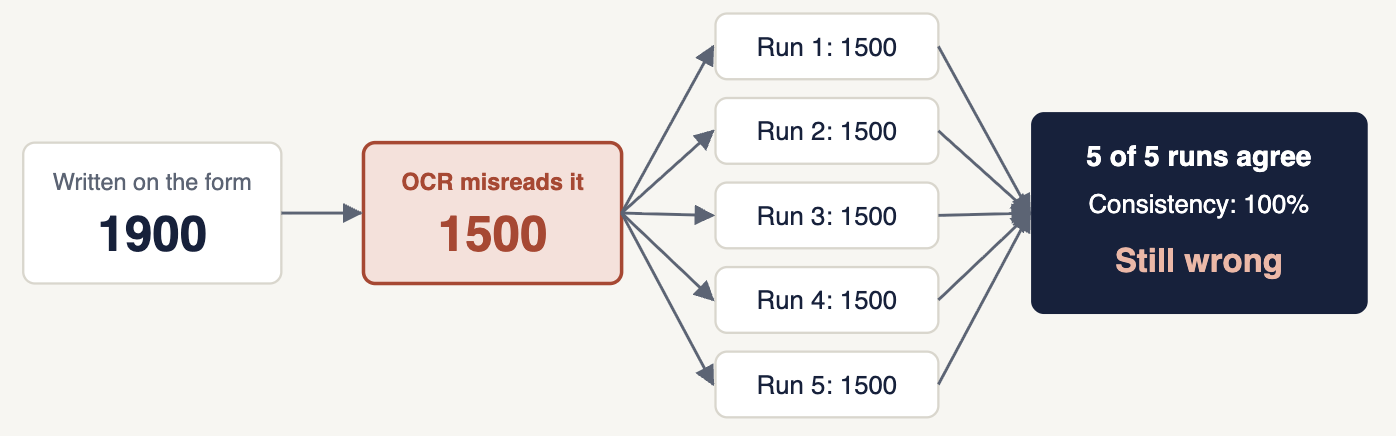 Written on the form
1900
OCR misreads it
1500
Run 1: 1500
Run 2: 1500
Run 3: 1500
Run 4: 1500
Run 5: 1500
5 of 5 runs agree
Consistency: 100%
Still wrong